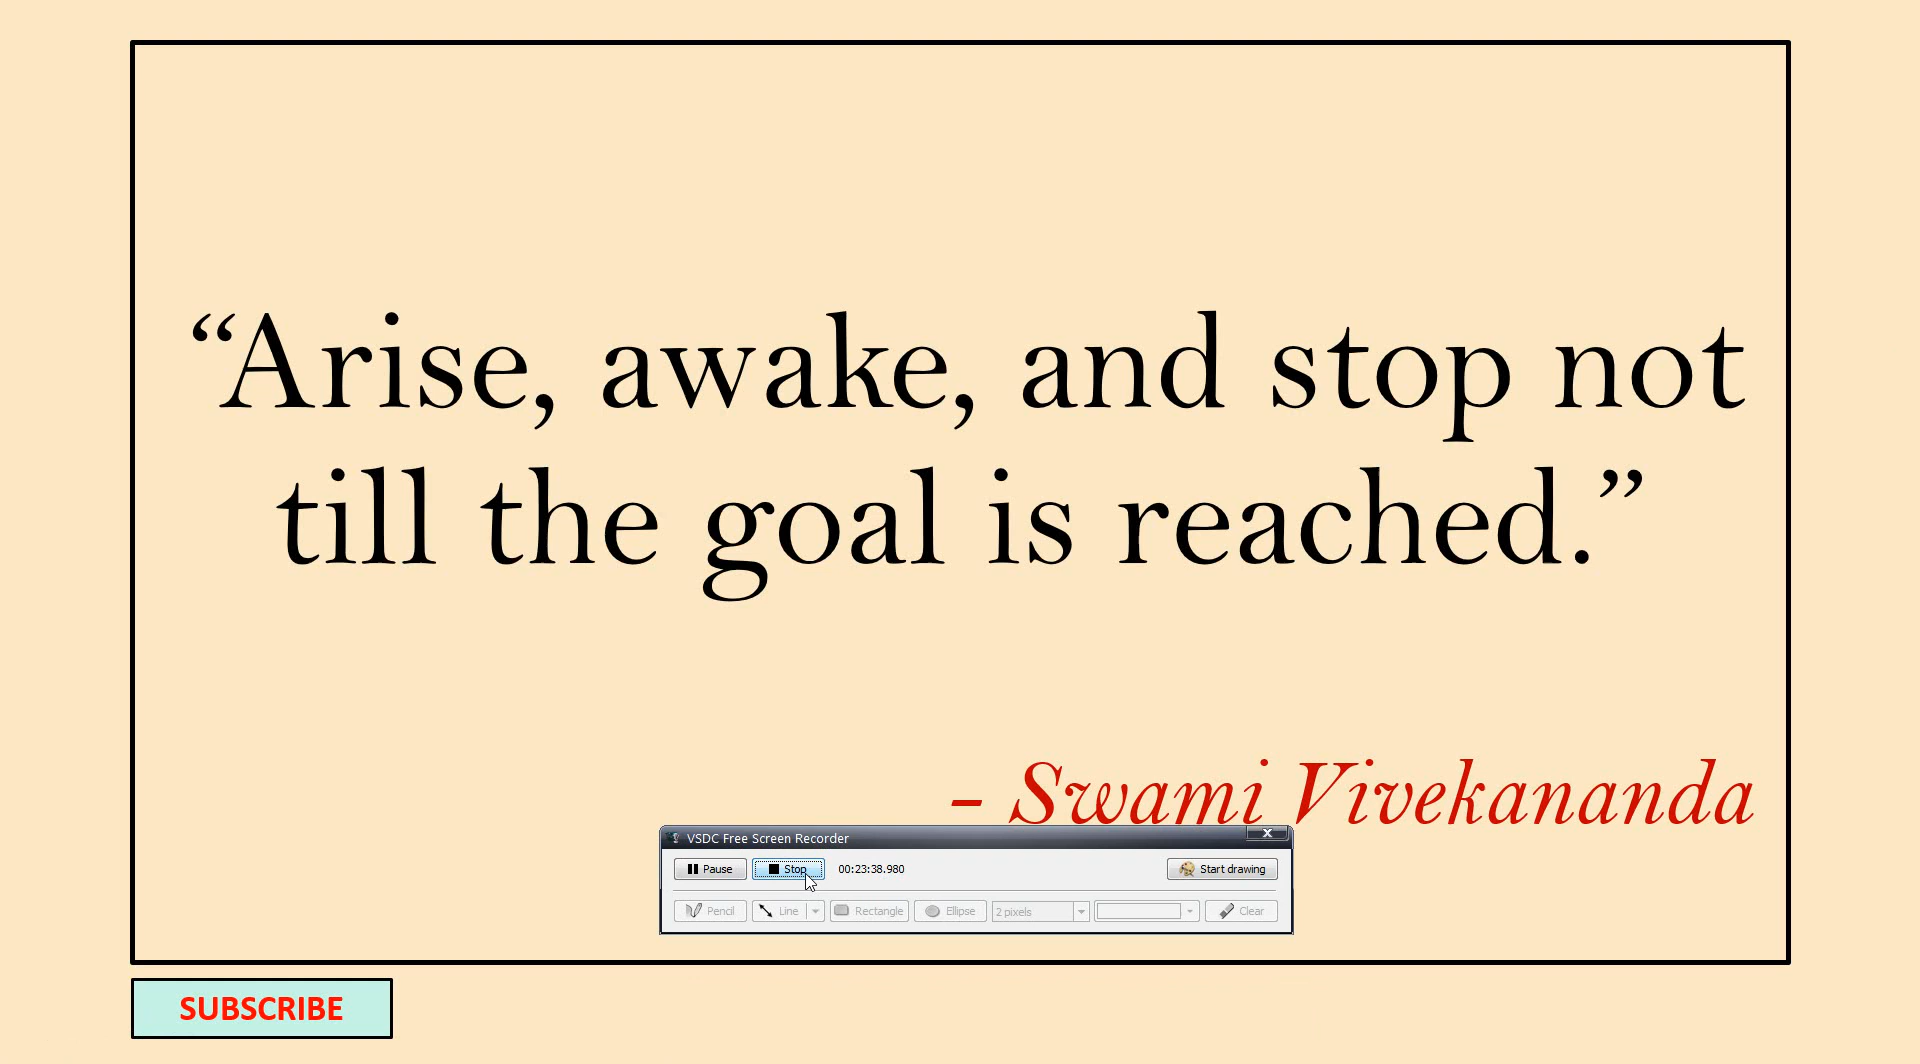 “Arise, awake, and stop not
till the goal is reached.”
- Swami Vivekananda
VSDC Free Screen Recorder
Pause Stop 00:23:38.980 Start drawing
Pencil Line Rectangle Ellipse 2 pixels Clear
SUBSCRIBE